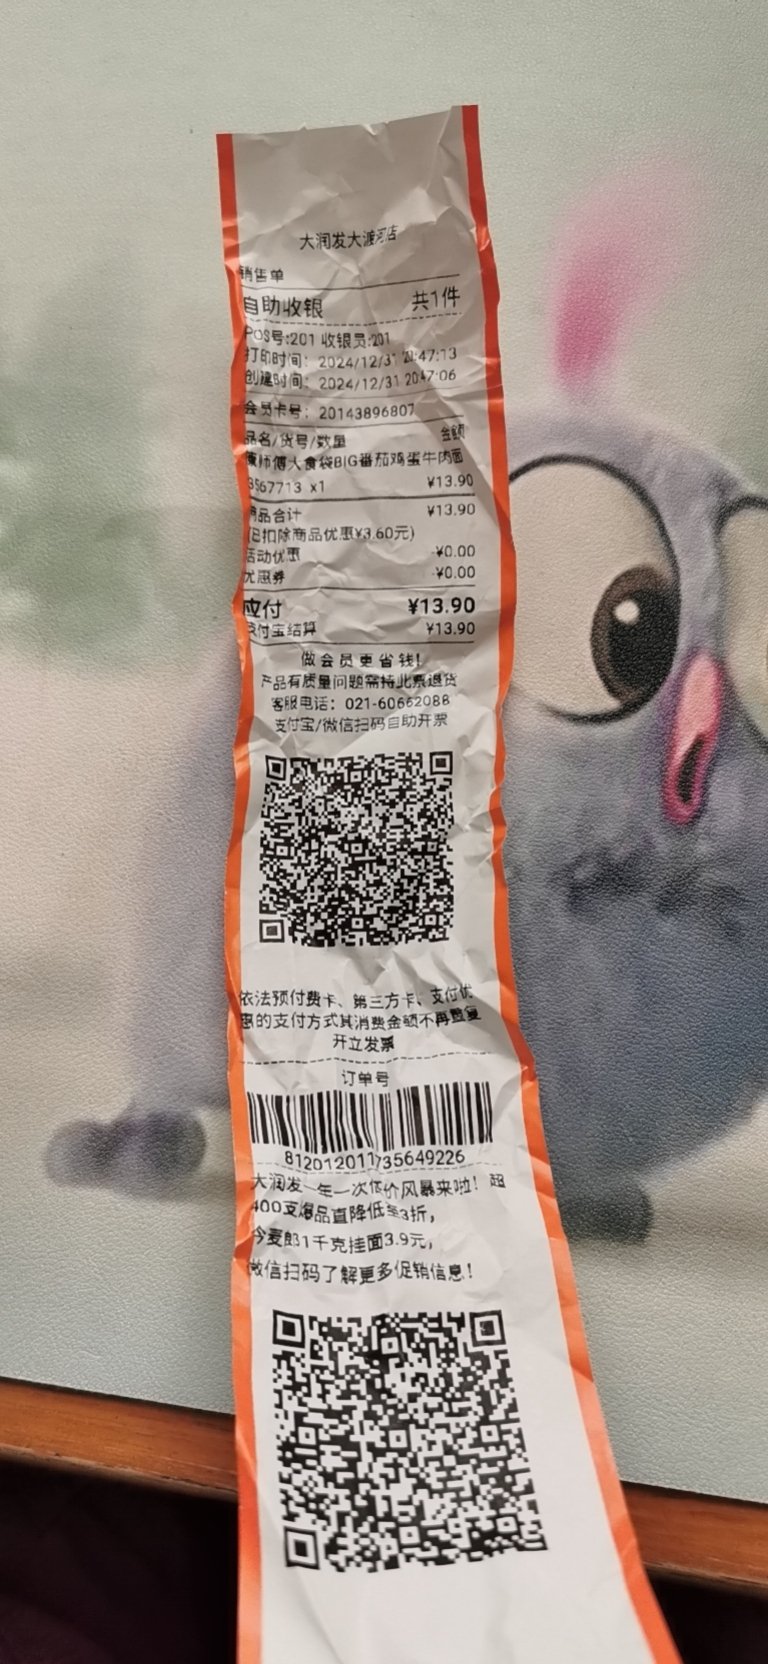 大润发大渡河店
销售单
自助收银 共1件
POS号:201 收银员:201
打印时间: 2024/12/31 20:47:13
创建时间: 2024/12/31 20:47:06
会员卡号: 20143896807
品名/货号/数量 金额
康师傅大食袋BIG番茄鸡蛋牛肉面
3567713 x1 ¥13.90
商品合计 ¥13.90
(已扣除商品优惠¥3.60元)
活动优惠 -¥0.00
优惠券 -¥0.00
应付 ¥13.90
支付宝结算 ¥13.90
做会员更省钱!
产品有质量问题需持此票退货
客服电话: 021-60662088
支付宝/微信扫码自助开票
依法预付费卡、第三方卡、支付优
惠的支付方式其消费金额不再重复
开立发票
订单号
812012011735649226
大润发一年一次低价风暴来啦! 超
400支爆品直降低至3折,
今麦郎1千克挂面3.9元,
微信扫码了解更多促销信息!